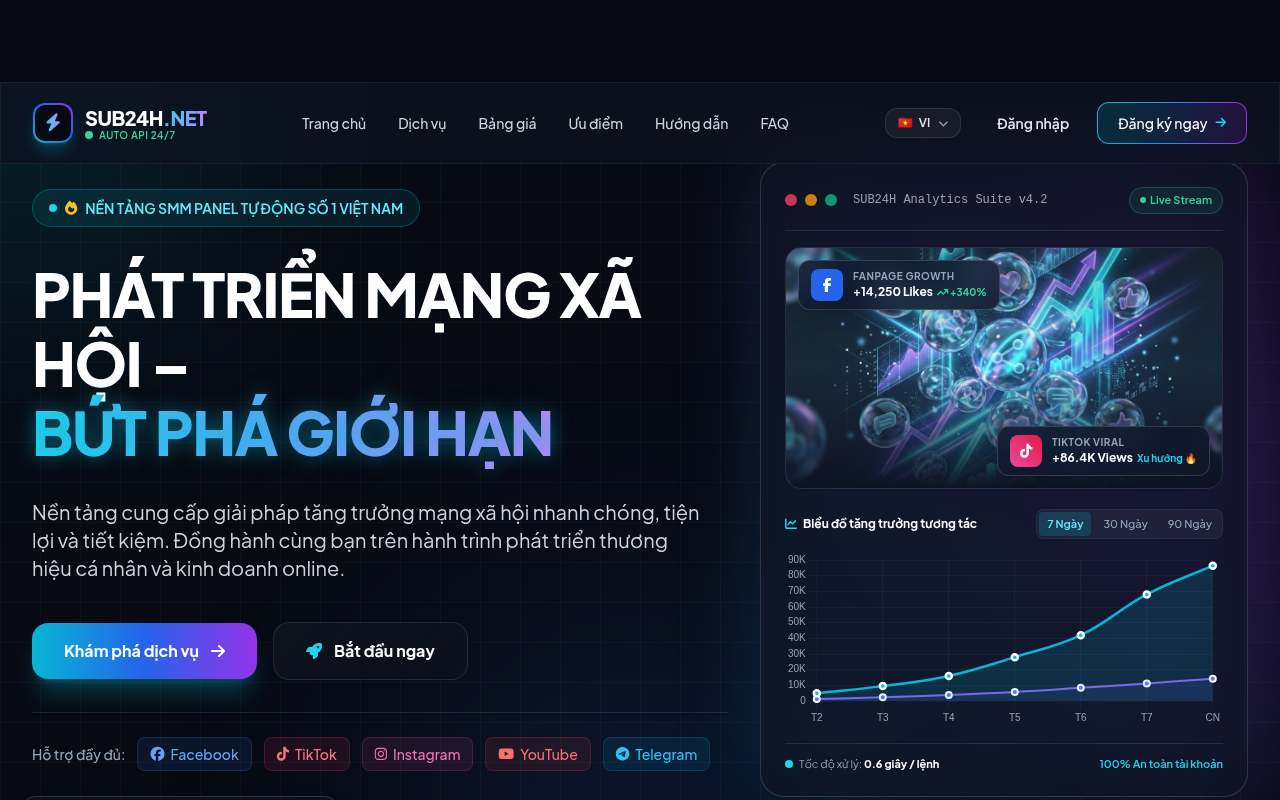 SUB24H.NET
AUTO API 24/7
Trang chủ
Dịch vụ
Bảng giá
Ưu điểm
Hướng dẫn
FAQ
VI
Đăng nhập
Đăng ký ngay
NỀN TẢNG SMM PANEL TỰ ĐỘNG SỐ 1 VIỆT NAM
PHÁT TRIỂN MẠNG XÃ
HỘI –
BỨT PHÁ GIỚI HẠN
Nền tảng cung cấp giải pháp tăng trưởng mạng xã hội nhanh chóng, tiện
lợi và tiết kiệm. Đồng hành cùng bạn trên hành trình phát triển thương
hiệu cá nhân và kinh doanh online.
Khám phá dịch vụ
Bắt đầu ngay
Hỗ trợ đầy đủ:
Facebook
TikTok
Instagram
YouTube
Telegram
SUB24H Analytics Suite v4.2
Live Stream
FANPAGE GROWTH
+14,250 Likes +340%
TIKTOK VIRAL
+86.4K Views Xu hướng 🔥
Biểu đồ tăng trưởng tương tác
7 Ngày
30 Ngày
90 Ngày
90K
80K
70K
60K
50K
40K
30K
20K
10K
0
T2
T3
T4
T5
T6
T7
CN
Tốc độ xử lý: 0.6 giây / lệnh
100% An toàn tài khoản